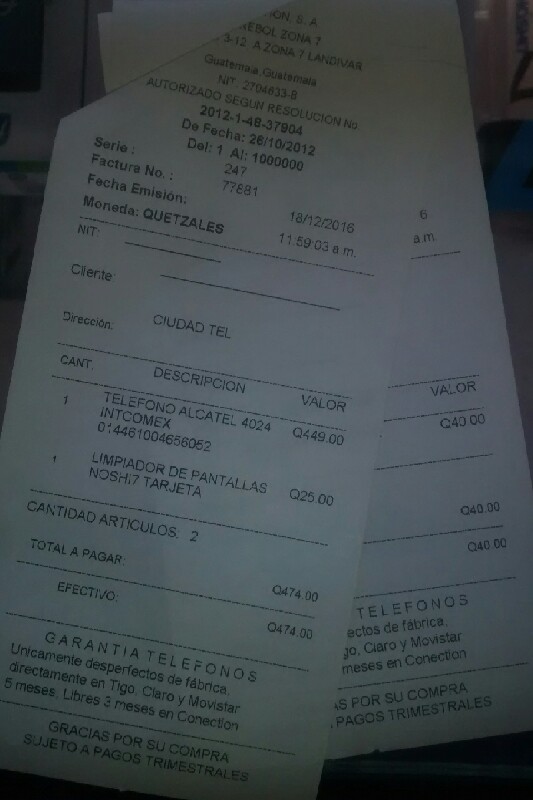 ION, S. A.
REBOL ZONA 7
3-12 A ZONA 7 LANDIVAR
Guatemala, Guatemala
NIT: 2704633-8
AUTORIZADO SEGUN RESOLUCION No.
2012-1-48-37904
De Fecha: 26/10/2012
Del: 1 Al: 1000000
Serie : 247
Factura No. : 77881
Fecha Emisión: 18/12/2016
11:59:03 a.m.
Moneda: QUETZALES
NIT:
Cliente:
Dirección: CIUDAD TEL
CANT. DESCRIPCION VALOR
1 TELEFONO ALCATEL 4024 Q449.00
INTCOMEX
014461004656052
1 LIMPIADOR DE PANTALLAS Q25.00
NOSHI7 TARJETA
CANTIDAD ARTICULOS: 2
TOTAL A PAGAR: Q474.00
EFECTIVO: Q474.00
GARANTIA TELEFONOS
Unicamente desperfectos de fábrica,
directamente en Tigo, Claro y Movistar
5 meses, Libres 3 meses en Conection
GRACIAS POR SU COMPRA
SUJETO A PAGOS TRIMESTRALES
6
a.m.
VALOR
Q40.00
Q40.00
Q40.00
TELEFONOS
ectos de fábrica,
go, Claro y Movistar
meses en Conection
AS POR SU COMPRA
PAGOS TRIMESTRALES